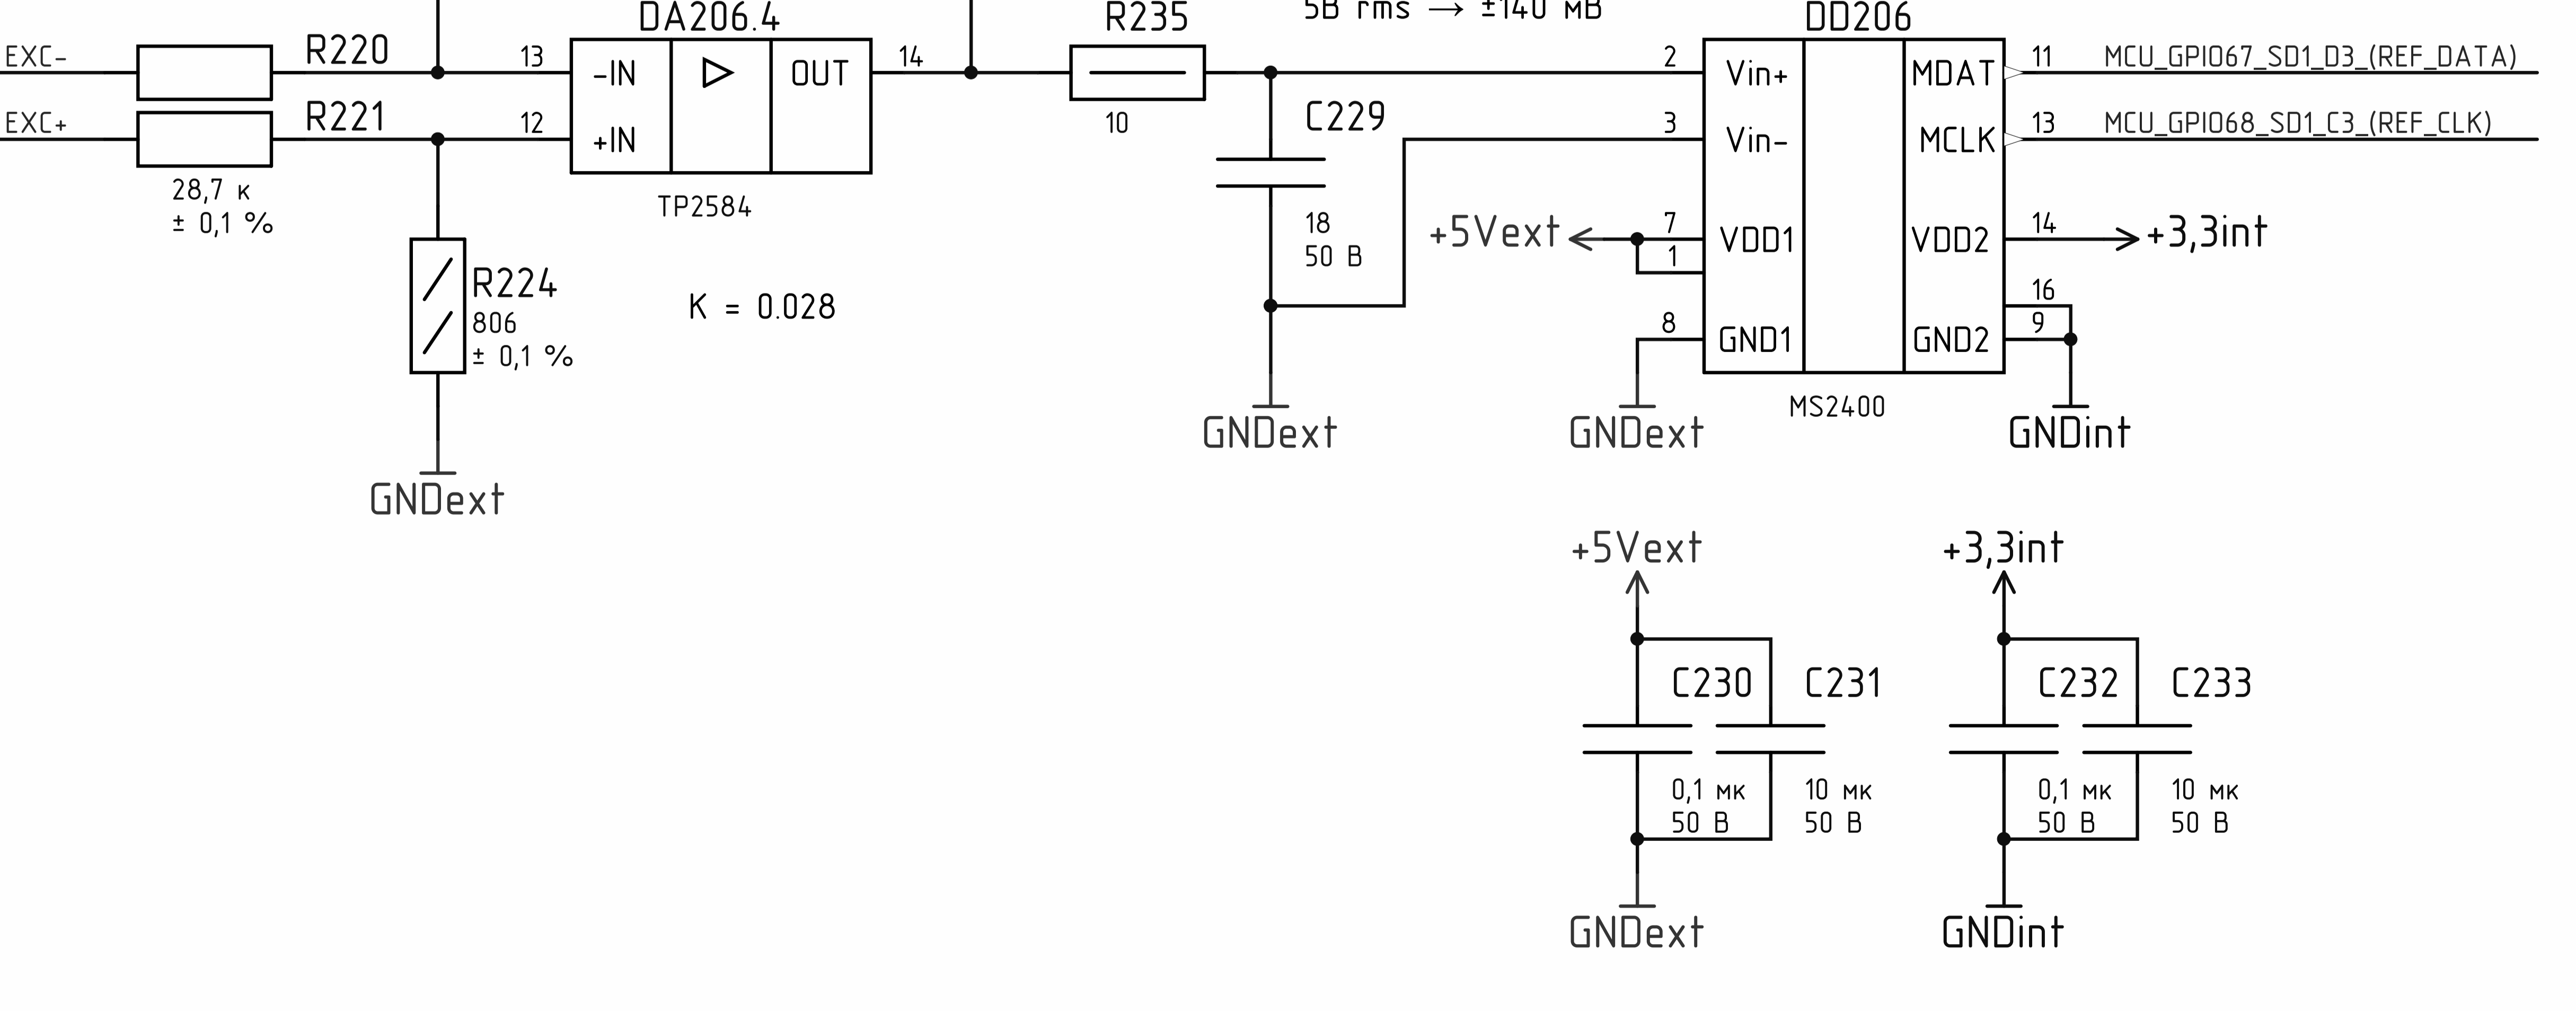 5В rms → ±140 мВ
EXC-
R220
13
DA206.4
-IN
OUT
14
R235
2
DD206
Vin+
MDAT
11
MCU_GPIO67_SD1_D3_(REF_DATA)
EXC+
R221
12
+IN
10
C229
3
Vin-
MCLK
13
MCU_GPIO68_SD1_C3_(REF_CLK)
28,7 к
± 0,1 %
TP2584
18
50 В
+5Vext
7
1
VDD1
VDD2
14
+3,3int
R224
806
± 0,1 %
K = 0.028
8
GND1
GND2
16
9
MS2400
GNDext
GNDext
GNDext
GNDint
+5Vext
+3,3int
C230
C231
C232
C233
0,1 мк
50 В
10 мк
50 В
0,1 мк
50 В
10 мк
50 В
GNDext
GNDint